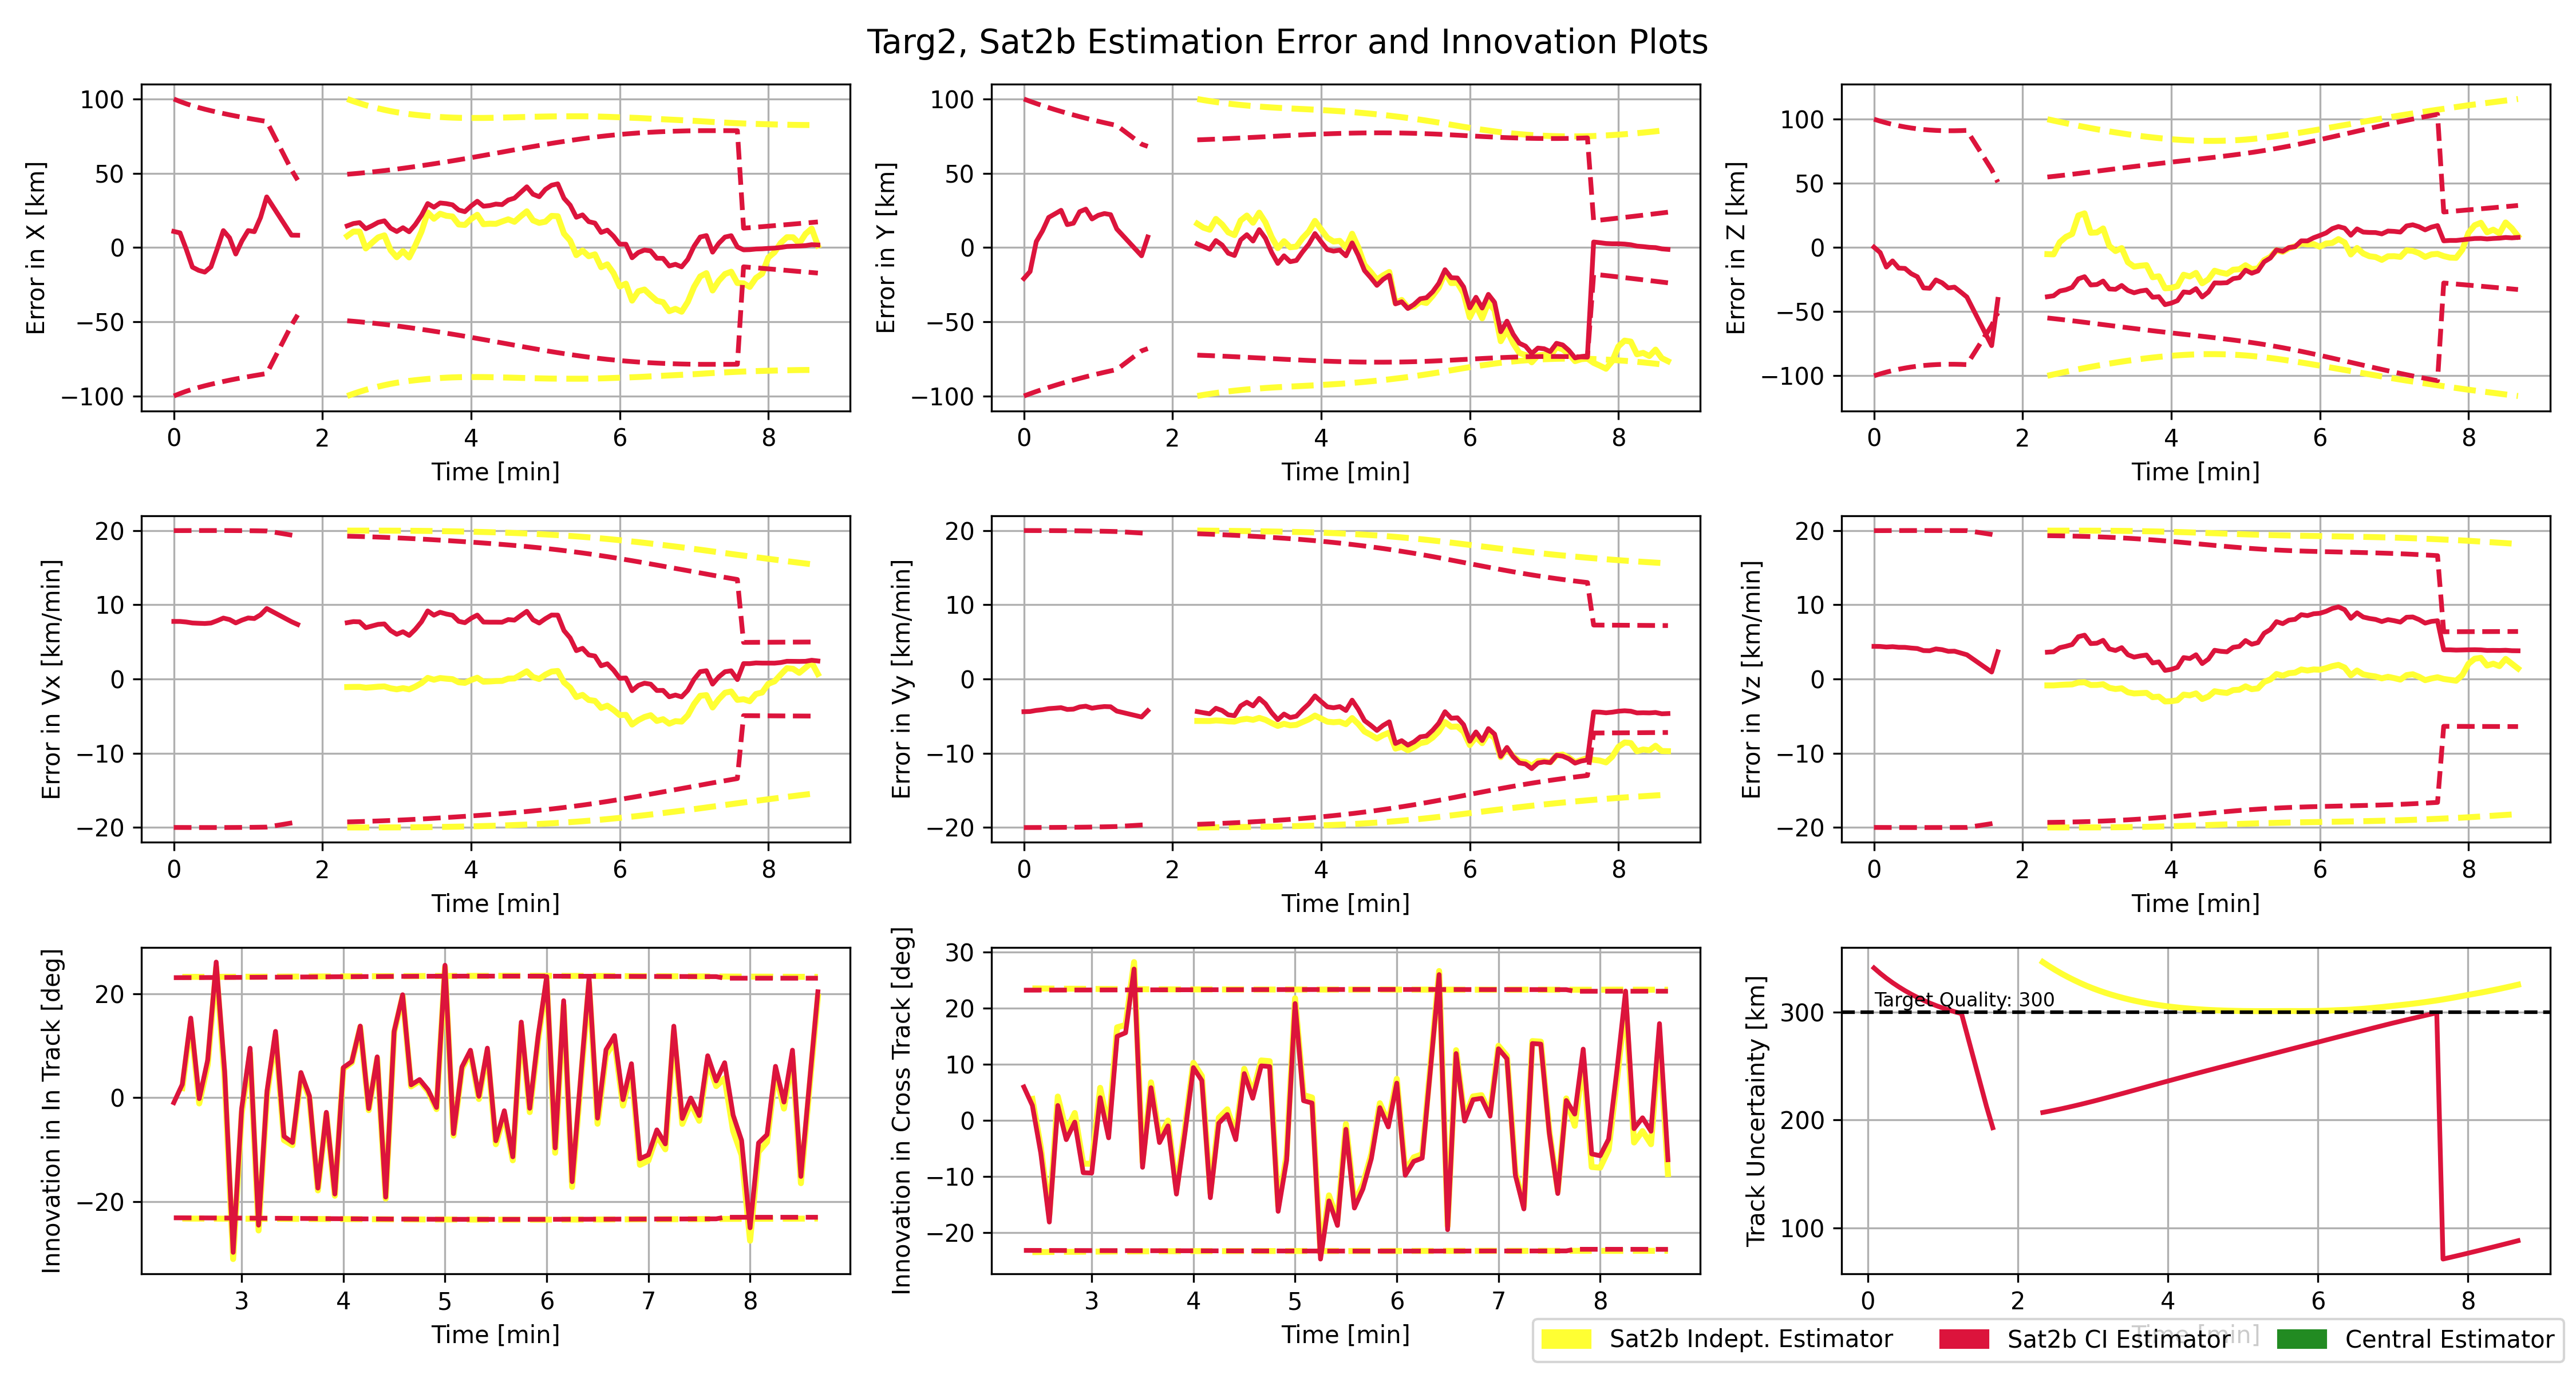 Targ2, Sat2b Estimation Error and Innovation Plots
Error in X [km]
100
50
0
−50
−100
0 2 4 6 8
Time [min]
Error in Y [km]
100
50
0
−50
−100
0 2 4 6 8
Time [min]
Error in Z [km]
100
50
0
−50
−100
0 2 4 6 8
Time [min]
Error in Vx [km/min]
20
10
0
−10
−20
0 2 4 6 8
Time [min]
Error in Vy [km/min]
20
10
0
−10
−20
0 2 4 6 8
Time [min]
Error in Vz [km/min]
20
10
0
−10
−20
0 2 4 6 8
Time [min]
Innovation in In Track [deg]
20
0
−20
3 4 5 6 7 8
Time [min]
Innovation in Cross Track [deg]
30
20
10
0
−10
−20
3 4 5 6 7 8
Time [min]
Track Uncertainty [km]
300
200
100
Target Quality: 300
0 2 4 6 8
Time [min]
Sat2b Indept. Estimator
Sat2b CI Estimator
Central Estimator